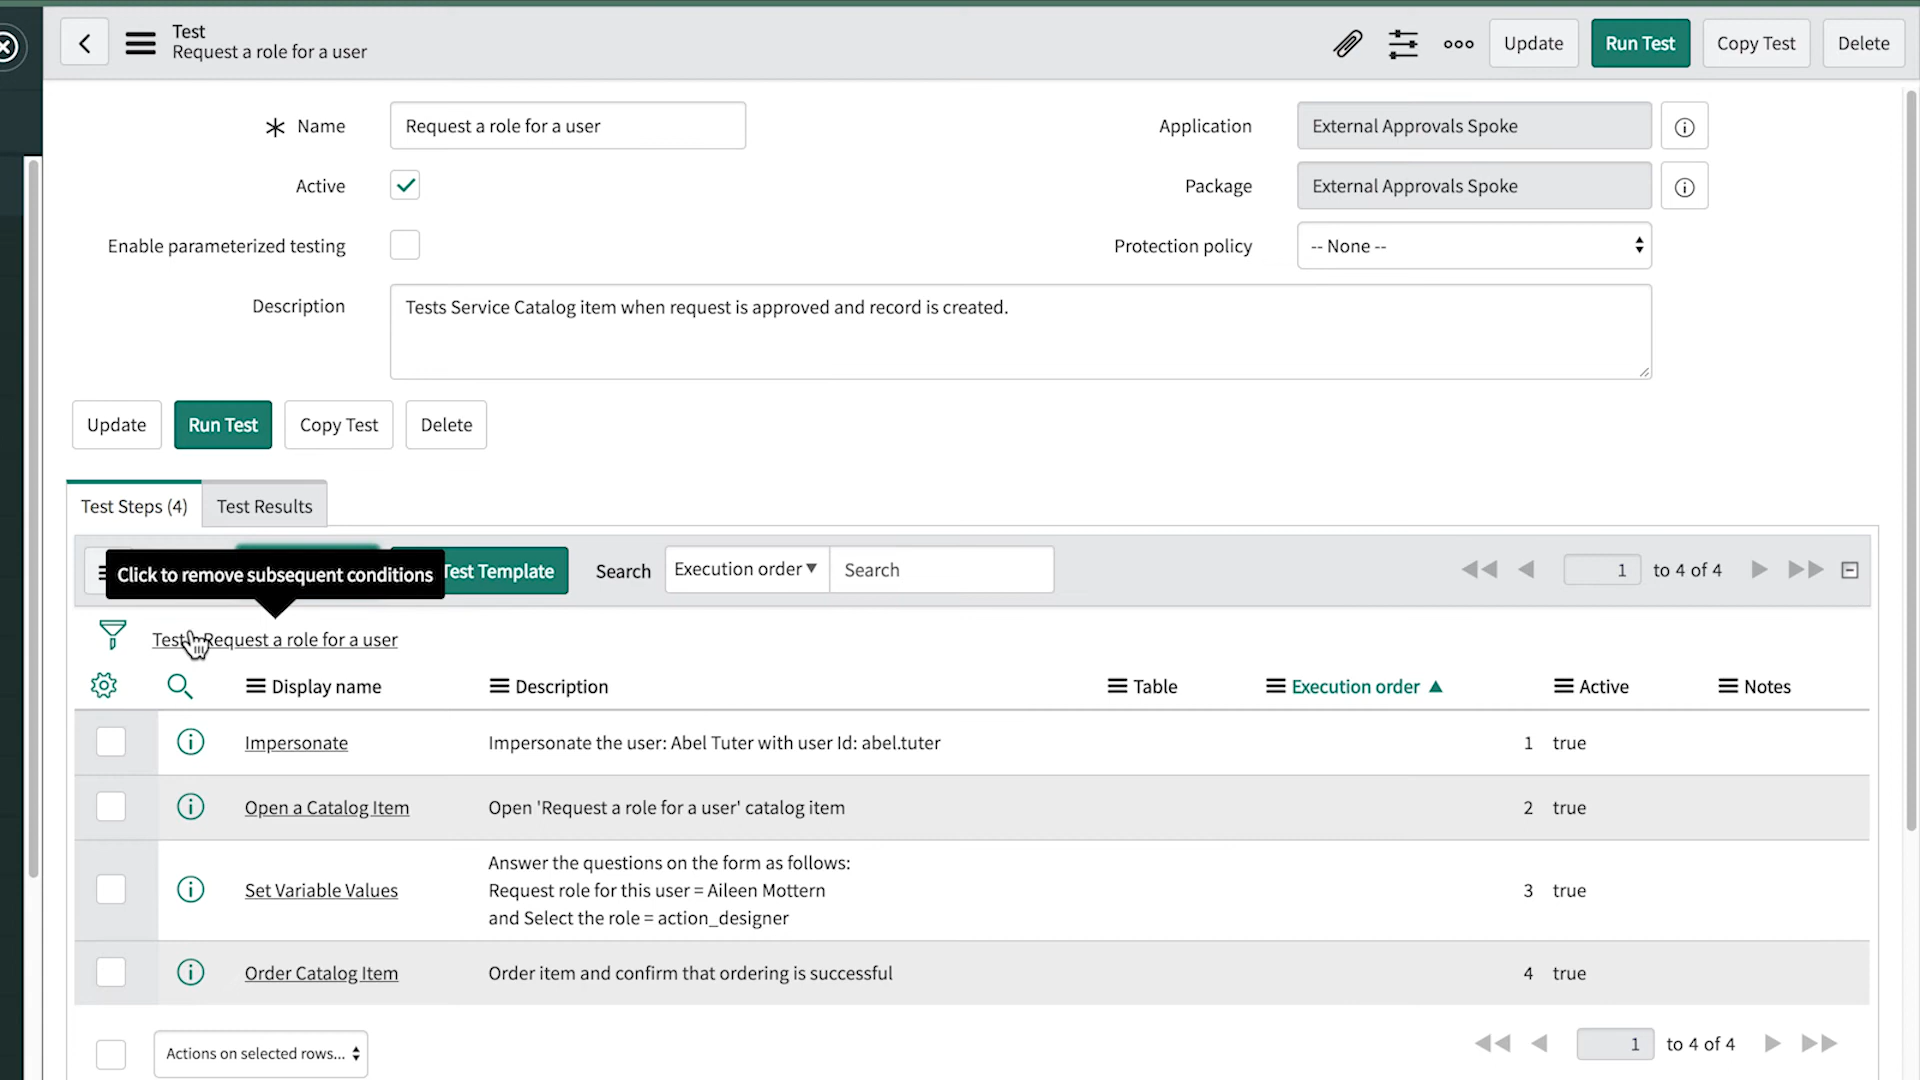 Test
Request a role for a user
Update
Run Test
Copy Test
Delete
Name
Request a role for a user
Application
External Approvals Spoke
Active
Package
External Approvals Spoke
Enable parameterized testing
Protection policy
-- None --
Description
Tests Service Catalog item when request is approved and record is created.
Update
Run Test
Copy Test
Delete
Test Steps (4)
Test Results
Click to remove subsequent conditions
Test Template
Search
Execution order
Search
1 to 4 of 4
Test Request a role for a user
Display name
Description
Table
Execution order
Active
Notes
Impersonate
Impersonate the user: Abel Tuter with user Id: abel.tuter
1
true
Open a Catalog Item
Open 'Request a role for a user' catalog item
2
true
Set Variable Values
Answer the questions on the form as follows:
Request role for this user = Aileen Mottern
and Select the role = action_designer
3
true
Order Catalog Item
Order item and confirm that ordering is successful
4
true
Actions on selected rows...
1 to 4 of 4